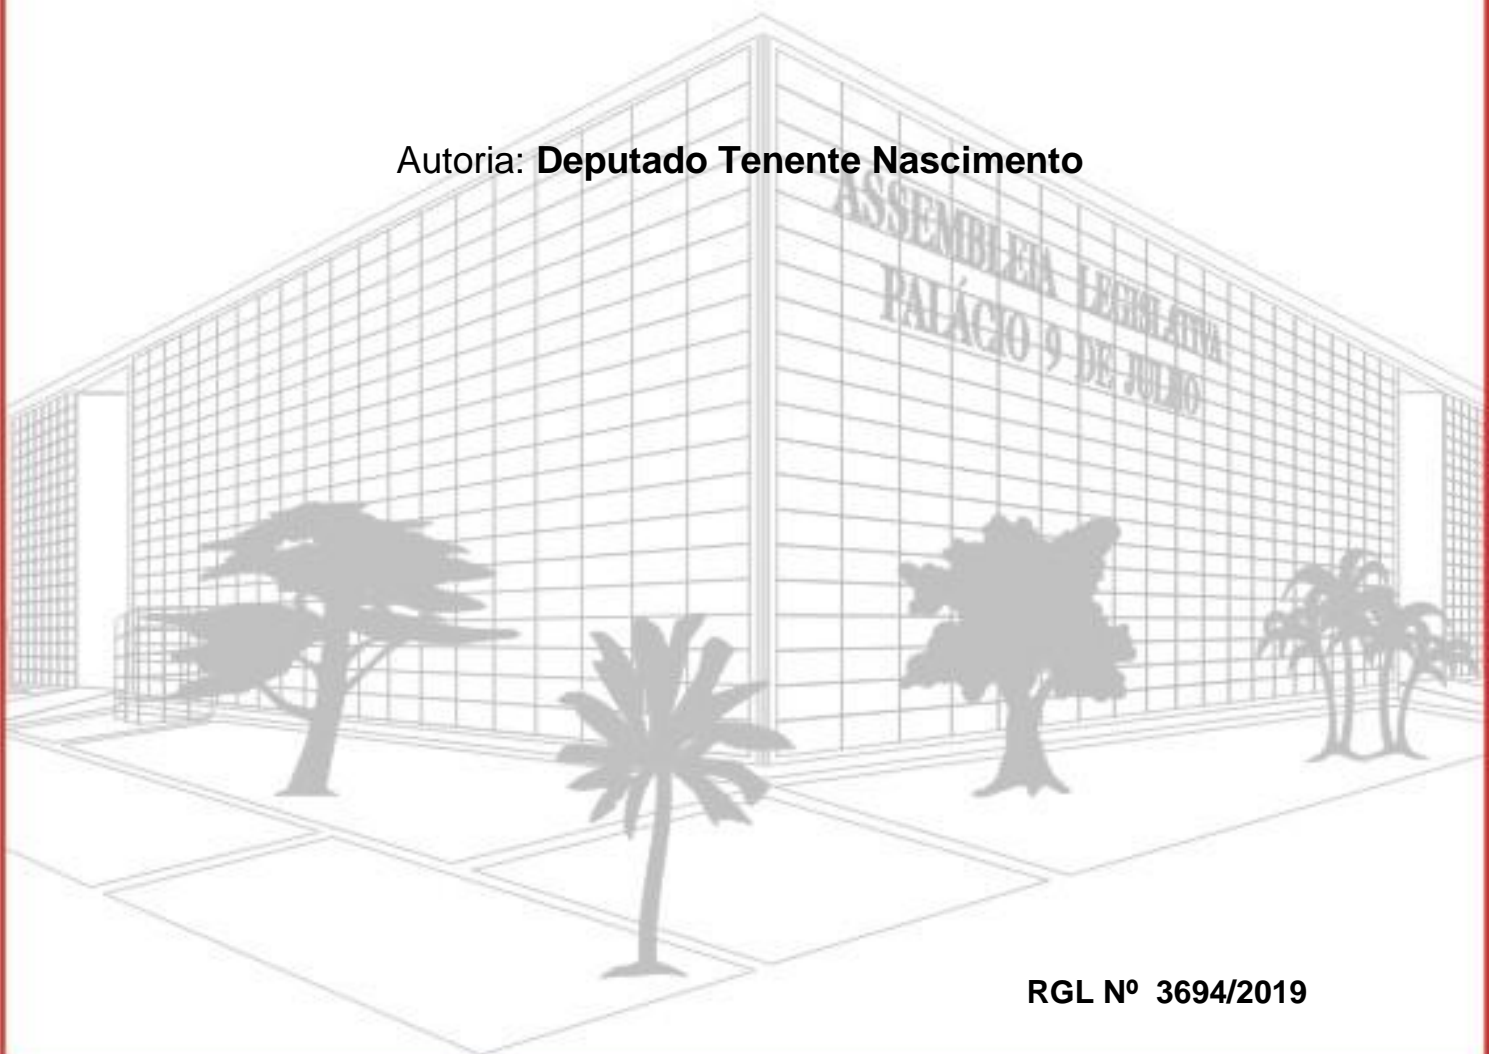 Autoria: Deputado Tenente Nascimento
ASSEMBLEIA LEGISLATIVA
PALÁCIO 9 DE JULHO
RGL Nº 3694/2019